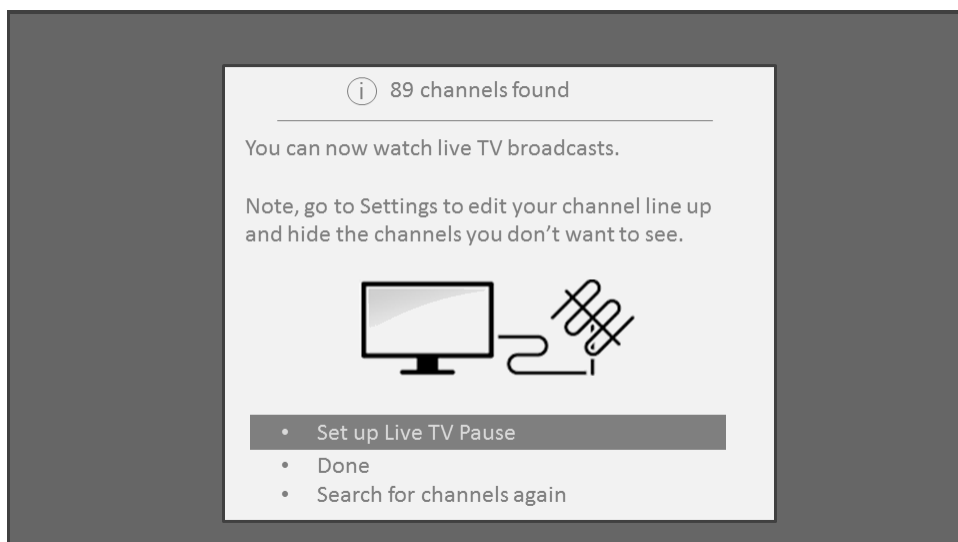 i 89 channels found
You can now watch live TV broadcasts.
Note, go to Settings to edit your channel line up
and hide the channels you don’t want to see.
• Set up Live TV Pause
• Done
• Search for channels again